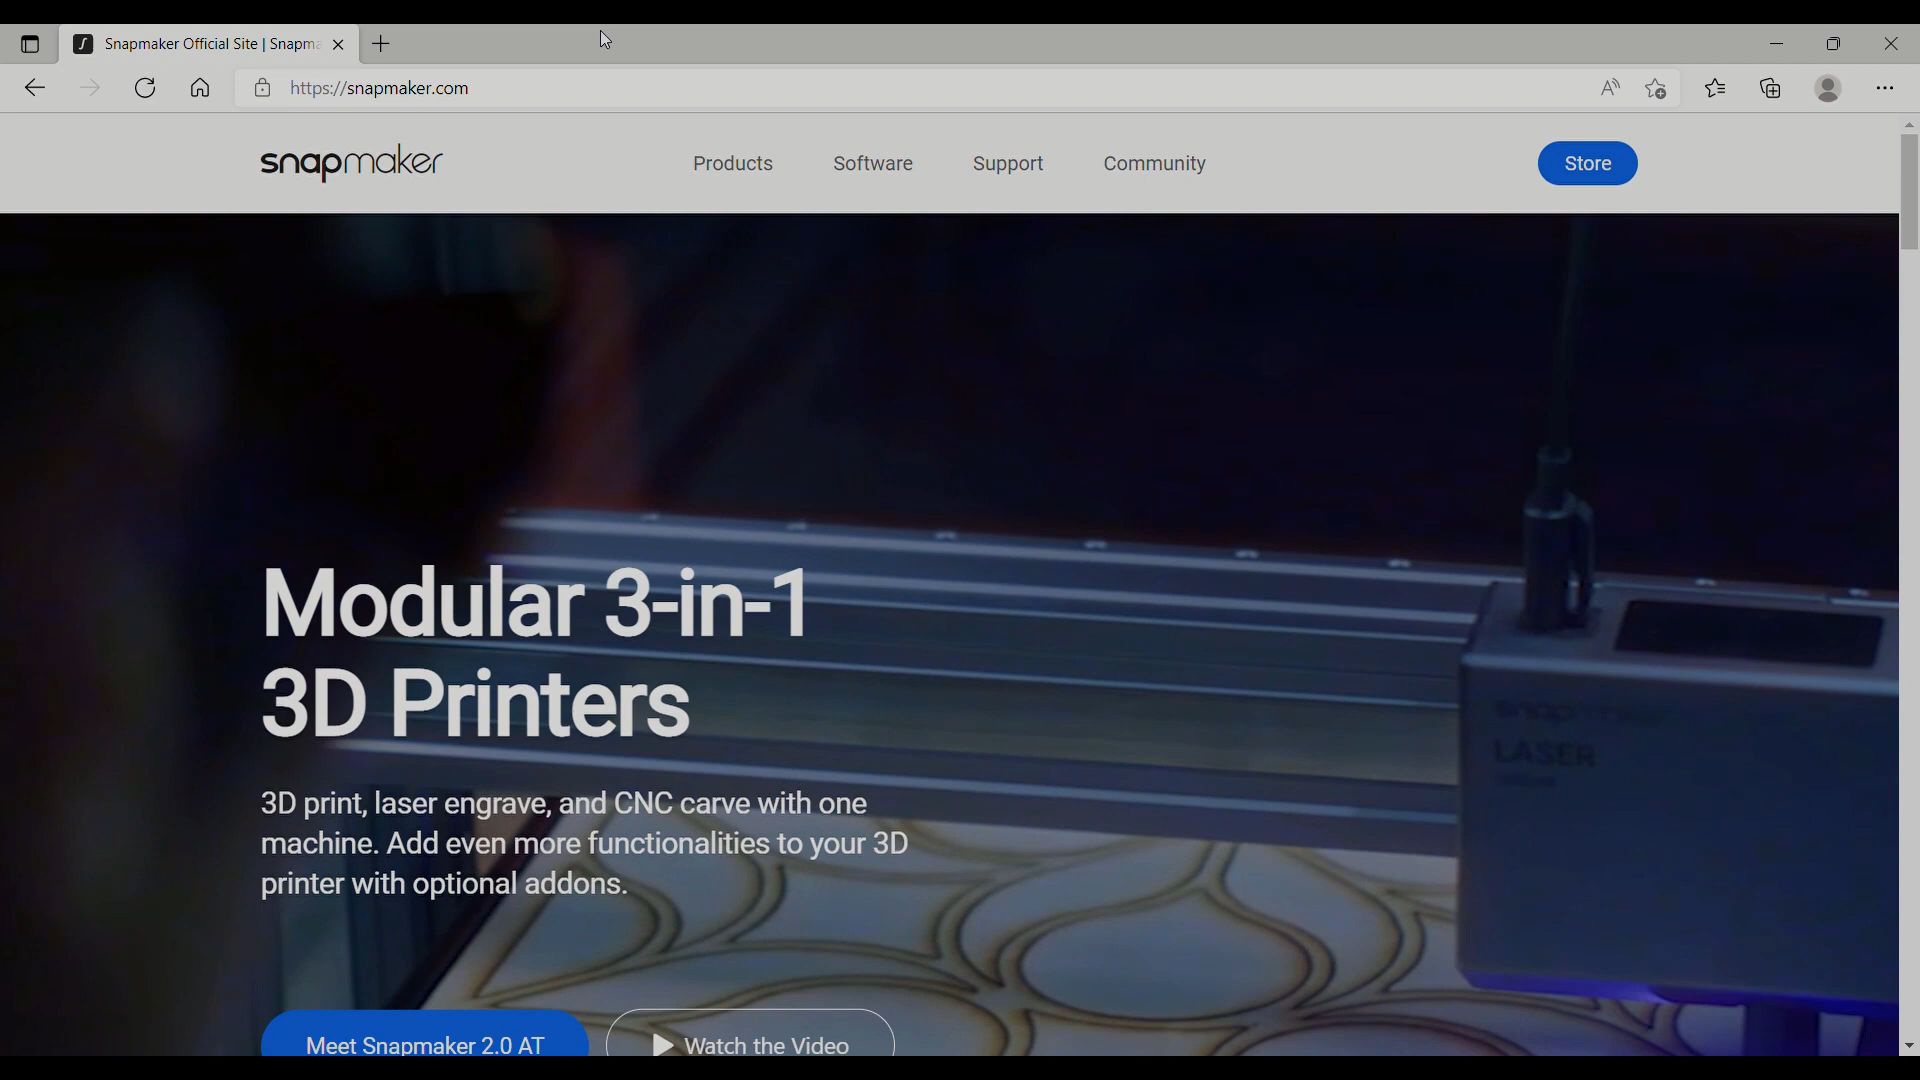 Snapmaker Official Site | Snapma
https://snapmaker.com
snapmaker
Products
Software
Support
Community
Store
Modular 3-in-1
3D Printers
3D print, laser engrave, and CNC carve with one
machine. Add even more functionalities to your 3D
printer with optional addons.
Meet Snapmaker 2.0 AT
Watch the Video
snapmaker
LASER